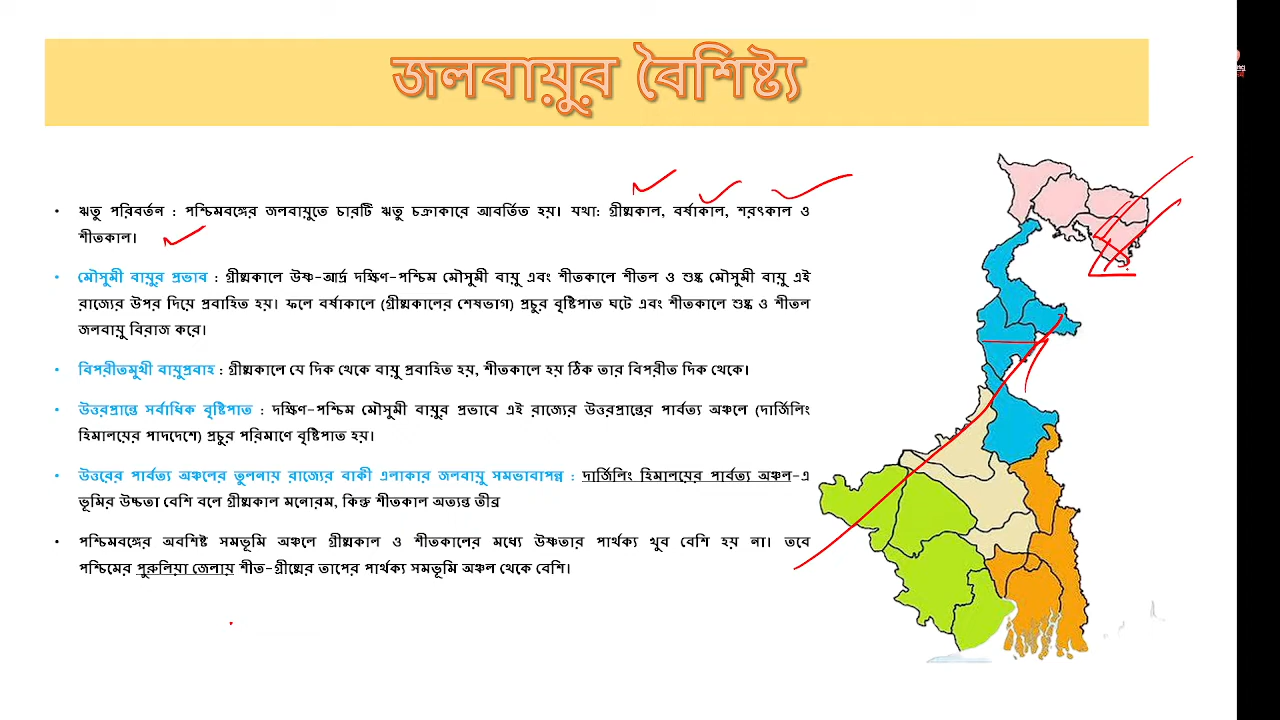 জলবায়ুর বৈশিষ্ট্য
• ঋতু পরিবর্তন : পশ্চিমবঙ্গের জলবায়ুতে চারটি ঋতু চক্রাকারে আবর্তিত হয়। যথা: গ্রীষ্মকাল, বর্ষাকাল, শরৎকাল ও
শীতকাল।
• মৌসুমী বায়ুর প্রভাব : গ্রীষ্মকালে উষ্ণ-আর্দ্র দক্ষিণ-পশ্চিম মৌসুমী বায়ু এবং শীতকালে শীতল ও শুষ্ক মৌসুমী বায়ু এই
রাজ্যের উপর দিয়ে প্রবাহিত হয়। ফলে বর্ষাকালে (গ্রীষ্মকালের শেষভাগ) প্রচুর বৃষ্টিপাত ঘটে এবং শীতকালে শুষ্ক ও শীতল
জলবায়ু বিরাজ করে।
• বিপরীতমুখী বায়ুপ্রবাহ : গ্রীষ্মকালে যে দিক থেকে বায়ু প্রবাহিত হয়, শীতকালে হয় ঠিক তার বিপরীত দিক থেকে।
• উত্তরপ্রান্তে সর্বাধিক বৃষ্টিপাত : দক্ষিণ-পশ্চিম মৌসুমী বায়ুর প্রভাবে এই রাজ্যের উত্তরপ্রান্তের পার্বত্য অঞ্চলে (দার্জিলিং
হিমালয়ের পাদদেশে) প্রচুর পরিমাণে বৃষ্টিপাত হয়।
• উত্তরের পার্বত্য অঞ্চলের তুলনায় রাজ্যের বাকী এলাকার জলবায়ু সমভাবাপন্ন : দার্জিলিং হিমালয়ের পার্বত্য অঞ্চল-এ
ভূমির উচ্চতা বেশি বলে গ্রীষ্মকাল মনোরম, কিন্তু শীতকাল অত্যন্ত তীব্র
• পশ্চিমবঙ্গের অবশিষ্ট সমভূমি অঞ্চলে গ্রীষ্মকাল ও শীতকালের মধ্যে উষ্ণতার পার্থক্য খুব বেশি হয় না। তবে
পশ্চিমের পুরুলিয়া জেলায় শীত-গ্রীষ্মের তাপের পার্থক্য সমভূমি অঞ্চল থেকে বেশি।